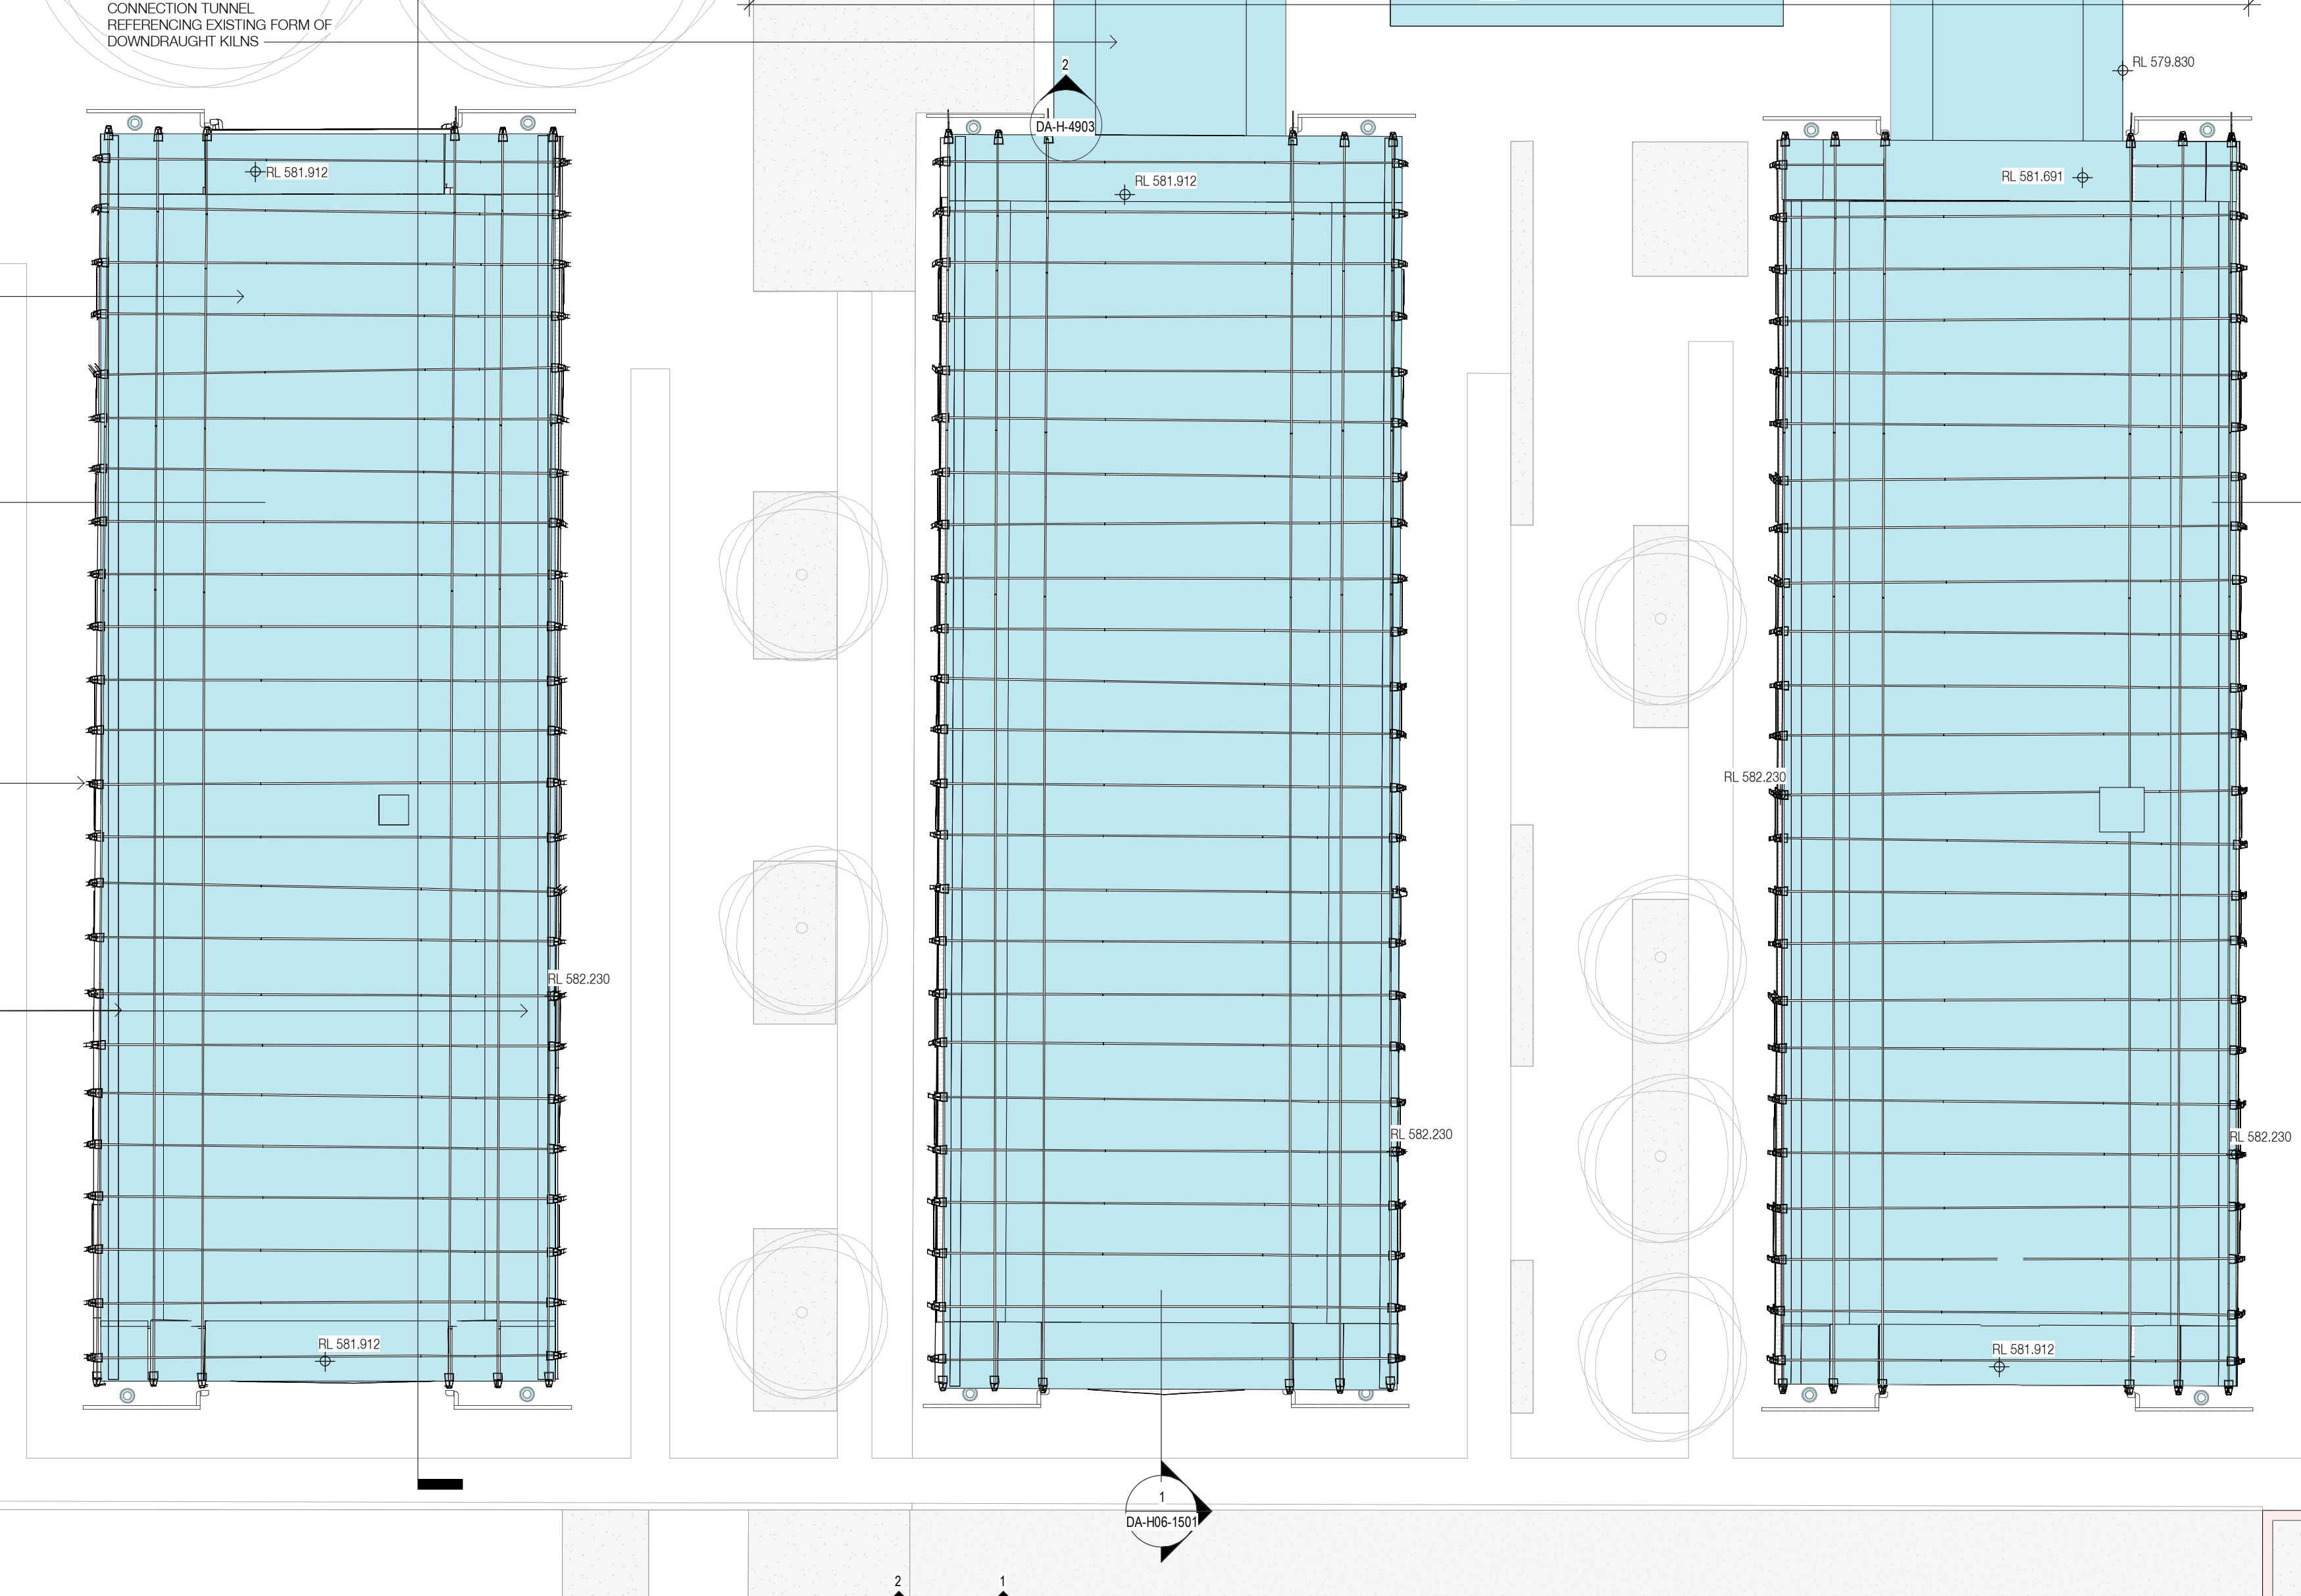 CONNECTION TUNNEL
REFERENCING EXISTING FORM OF
DOWNDRAUGHT KILNS
2
DA-H-4903
RL 579.830
RL 581.912
RL 581.912
RL 581.691
RL 582.230
RL 582.230
RL 582.230
RL 582.230
RL 581.912
RL 581.912
1
DA-H06-1501
2
1